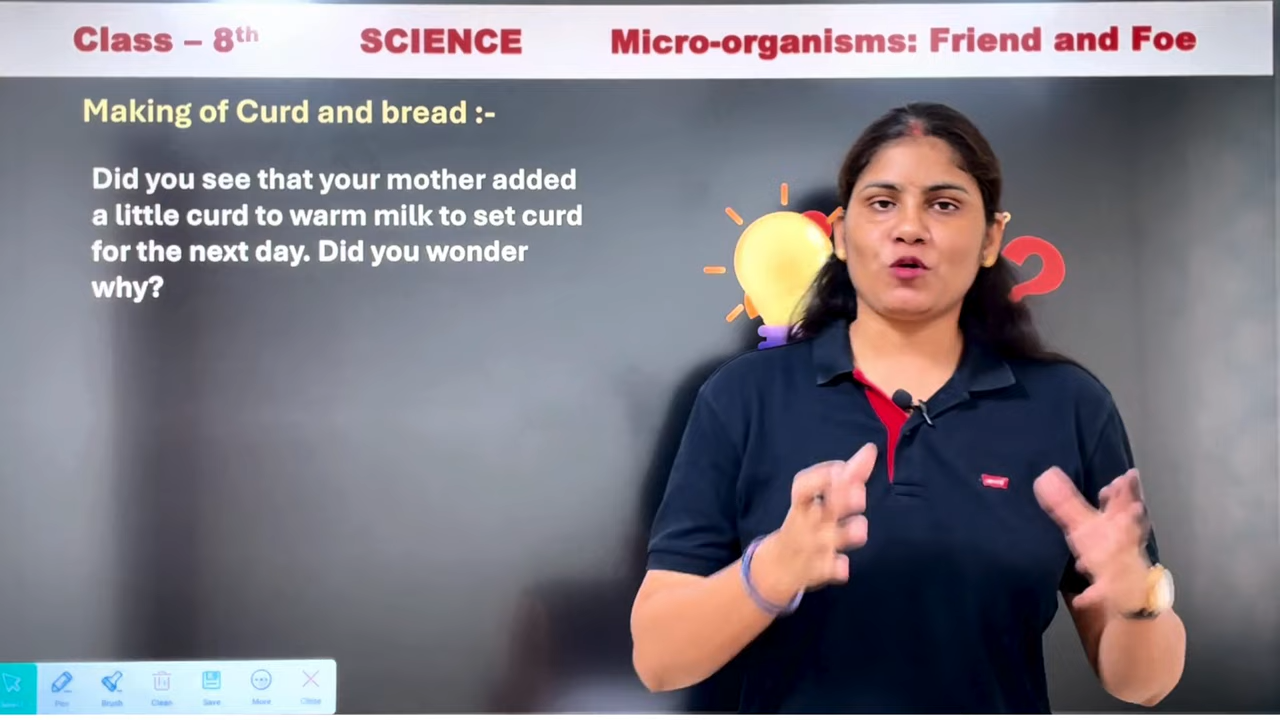 Class – 8th SCIENCE Micro-organisms: Friend and Foe
Making of Curd and bread :-
Did you see that your mother added
a little curd to warm milk to set curd
for the next day. Did you wonder
why?
?
Pen Brush Clean Save More Close